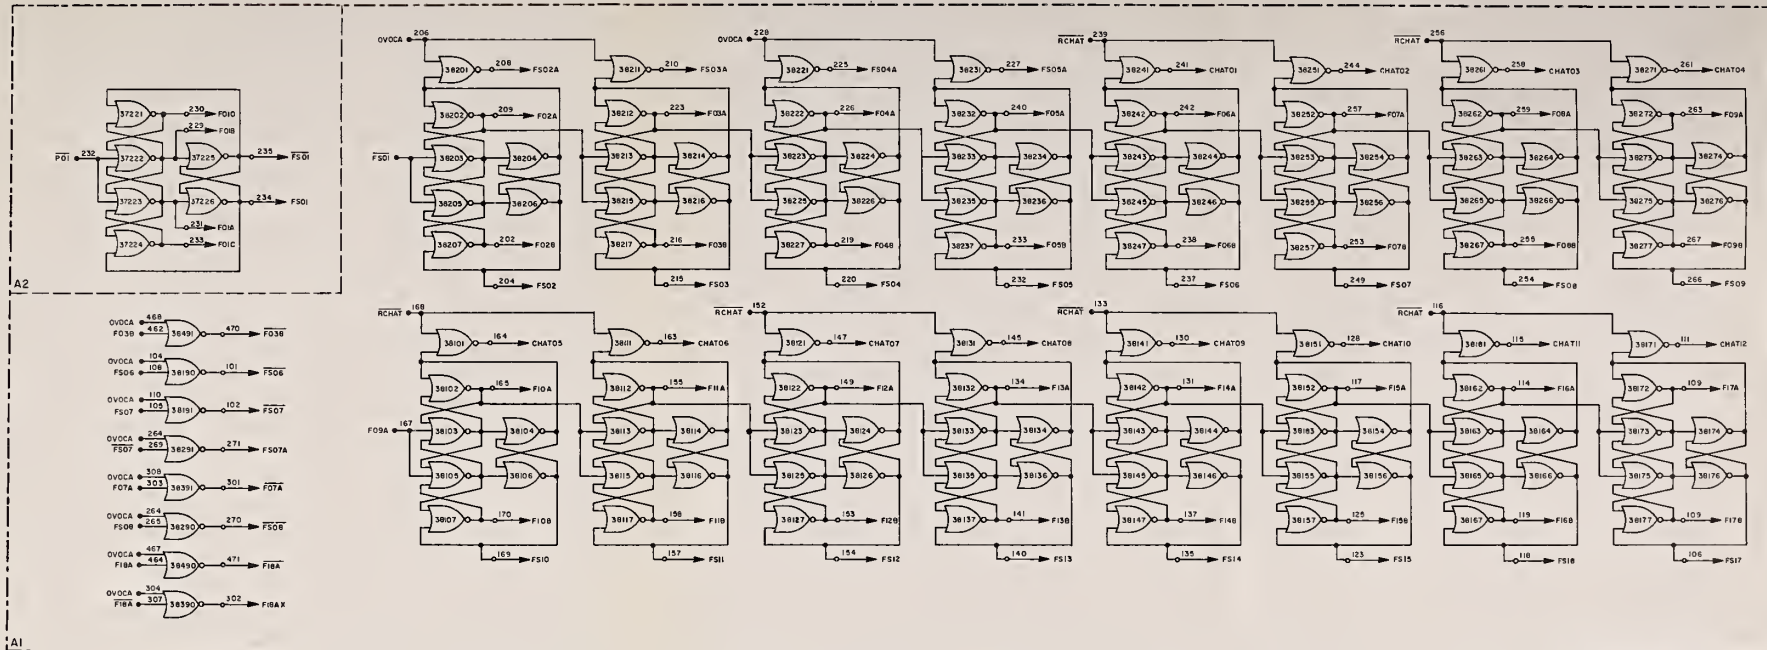 A2
P01 232
37221 230 F01D
229 F01B
37222 37225 235 FS01
37223 37226 234 FS01
231 F01A
37224 233 F01C
A1
OVOCA 468
F03B 462 38491 470 F03B
OVOCA 104
FS06 108 38190 101 FS06
OVOCA 110
FS07 105 38191 102 FS07
OVOCA 264
FS07 269 38291 271 FS07A
OVOCA 308
F07A 303 38391 301 F07A
OVOCA 264
FS08 265 38290 270 FS08
OVOCA 467
F18A 464 38490 471 F18A
OVOCA 304
F18A 307 38390 302 F18AX
OVOCA 206 OVOCA 228 RCHAT 239 RCHAT 256
38201 208 FS02A 38211 210 FS03A 38221 225 FS04A 38231 227 FS05A 38241 241 CHAT01 38251 244 CHAT02 38261 258 CHAT03 38271 261 CHAT04
38202 209 F02A 38212 223 F03A 38222 226 F04A 38232 240 F05A 38242 242 F06A 38252 257 F07A 38262 259 F08A 38272 263 F09A
FS01 38203 38204 38213 38214 38223 38224 38233 38234 38243 38244 38253 38254 38263 38264 38273 38274
38205 38206 38215 38216 38225 38226 38235 38236 38245 38246 38255 38256 38265 38266 38275 38276
38207 202 F02B 38217 216 F03B 38227 219 F04B 38237 233 F05B 38247 238 F06B 38257 253 F07B 38267 255 F08B 38277 267 F09B
204 FS02 215 FS03 220 FS04 232 FS05 237 FS06 249 FS07 254 FS08 266 FS09
RCHAT 168 RCHAT 152 RCHAT 133 RCHAT 116
38101 164 CHAT05 38111 163 CHAT06 38121 147 CHAT07 38131 145 CHAT08 38141 130 CHAT09 38151 128 CHAT10 38181 115 CHAT11 38171 111 CHAT12
38102 165 F10A 38112 155 F11A 38122 149 F12A 38132 134 F13A 38142 131 F14A 38152 117 F15A 38162 114 F16A 38172 109 F17A
F09A 167 38103 38104 38113 38114 38123 38124 38133 38134 38143 38144 38183 38154 38163 38164 38173 38174
38105 38106 38115 38116 38125 38126 38135 38136 38145 38146 38155 38156 38165 38166 38175 38176
38107 170 F10B 38117 158 F11B 38127 153 F12B 38137 141 F13B 38147 137 F14B 38157 125 F15B 38167 119 F16B 38177 109 F17B
169 FS10 157 FS11 154 FS12 140 FS13 135 FS14 123 FS15 118 FS16 106 FS17